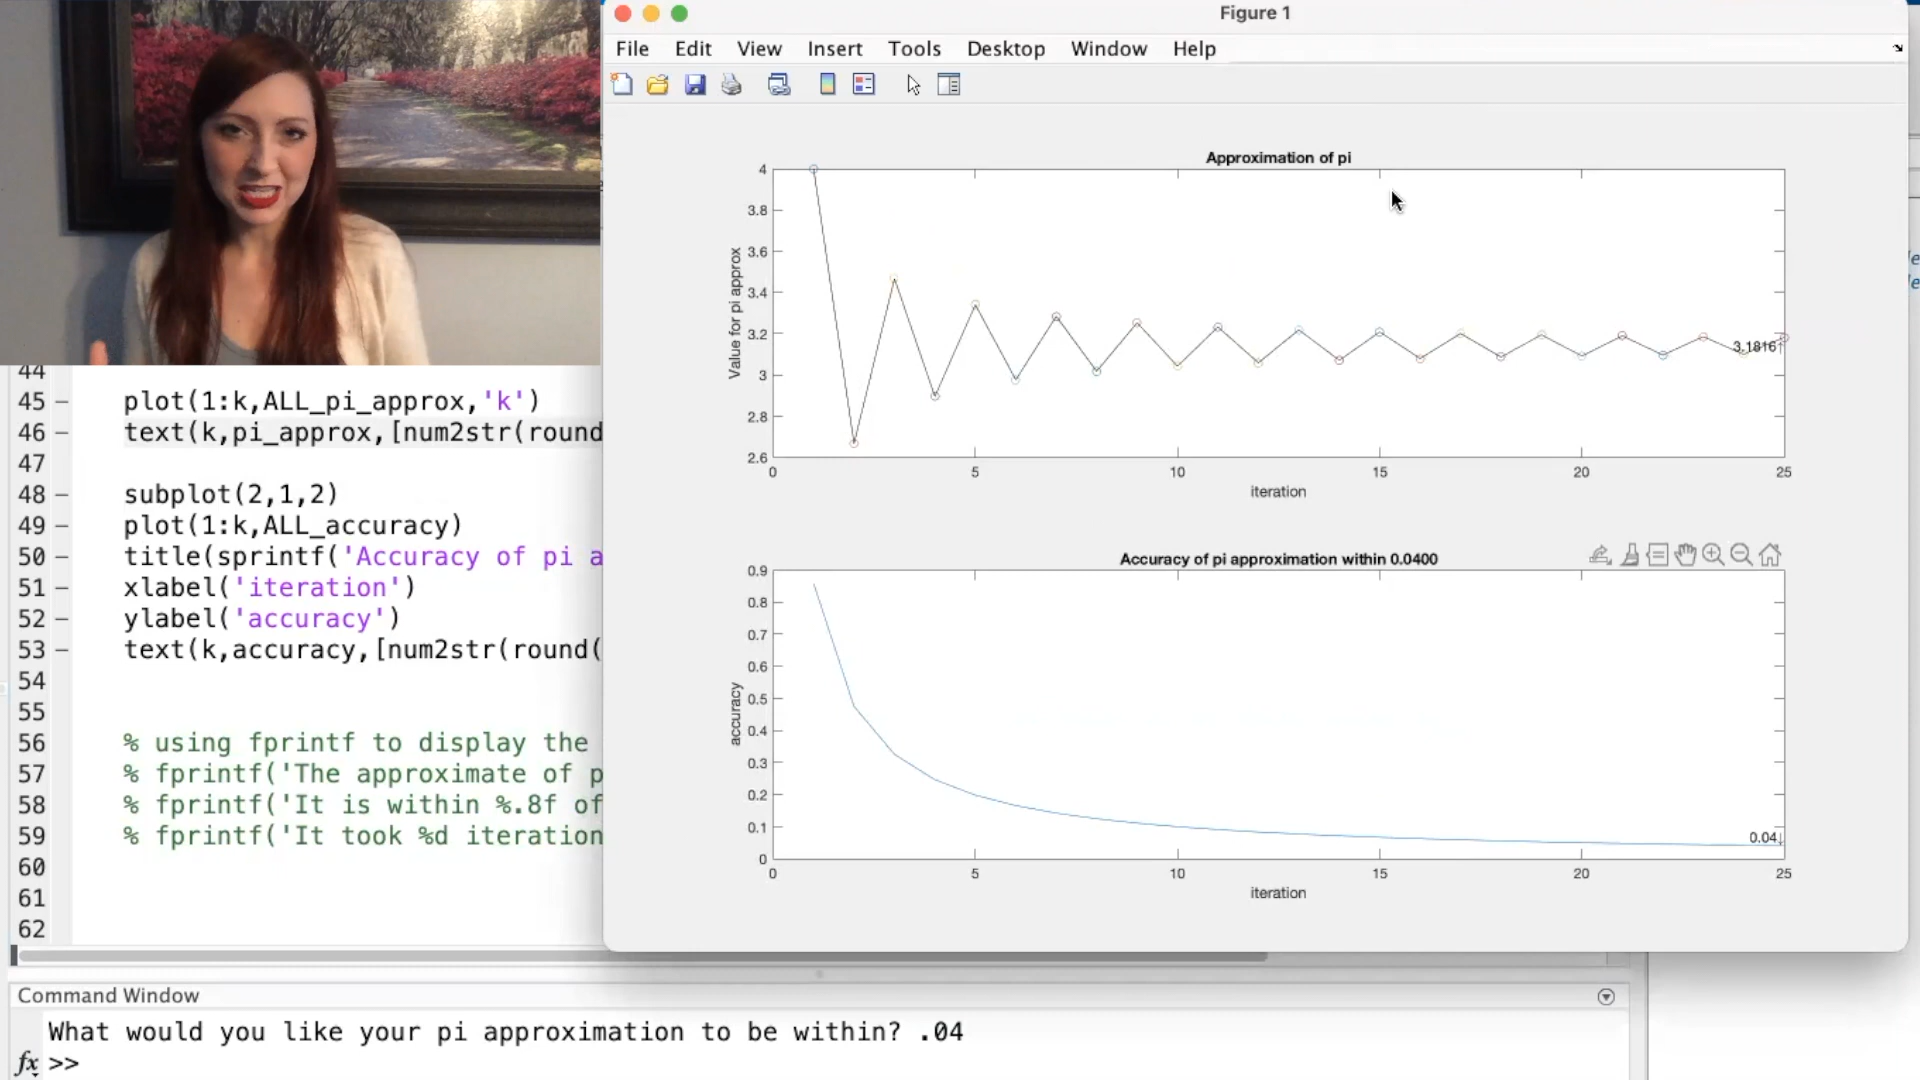 Figure 1
File Edit View Insert Tools Desktop Window Help
Approximation of pi
Value for pi approx
4
3.8
3.6
3.4
3.2
3
2.8
2.6
3.1816↑
0 5 10 15 20 25
iteration
Accuracy of pi approximation within 0.0400
accuracy
0.9
0.8
0.7
0.6
0.5
0.4
0.3
0.2
0.1
0
0.04↓
0 5 10 15 20 25
iteration
44
45 – plot(1:k,ALL_pi_approx,'k')
46 – text(k,pi_approx,[num2str(round
47
48 – subplot(2,1,2)
49 – plot(1:k,ALL_accuracy)
50 – title(sprintf('Accuracy of pi a
51 – xlabel('iteration')
52 – ylabel('accuracy')
53 – text(k,accuracy,[num2str(round(
54
55
56 % using fprintf to display the
57 % fprintf('The approximate of p
58 % fprintf('It is within %.8f of
59 % fprintf('It took %d iteration
60
61
62
Command Window
What would you like your pi approximation to be within? .04
fx >>